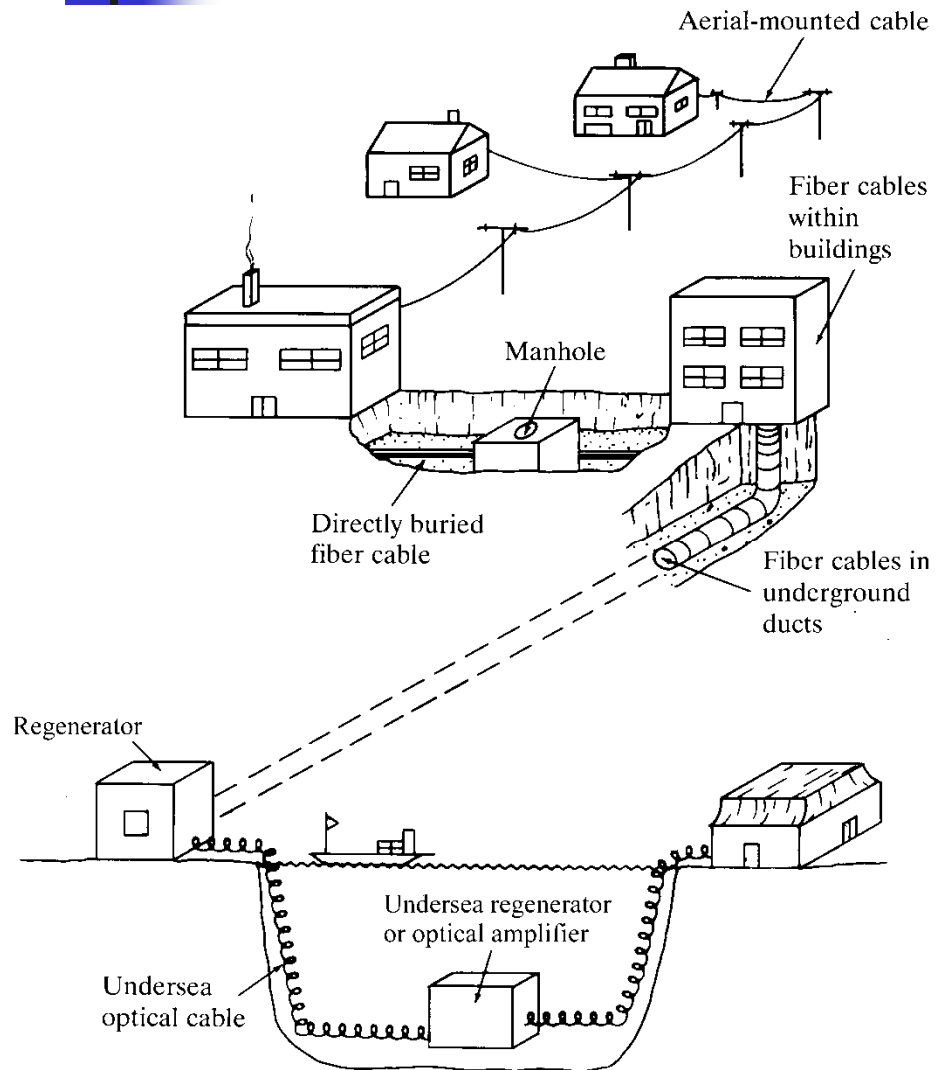 Aerial-mounted cable
Fiber cables
within
buildings
Manhole
Directly buried
fiber cable
Fiber cables in
underground
ducts
Regenerator
Undersea regenerator
or optical amplifier
Undersea
optical cable